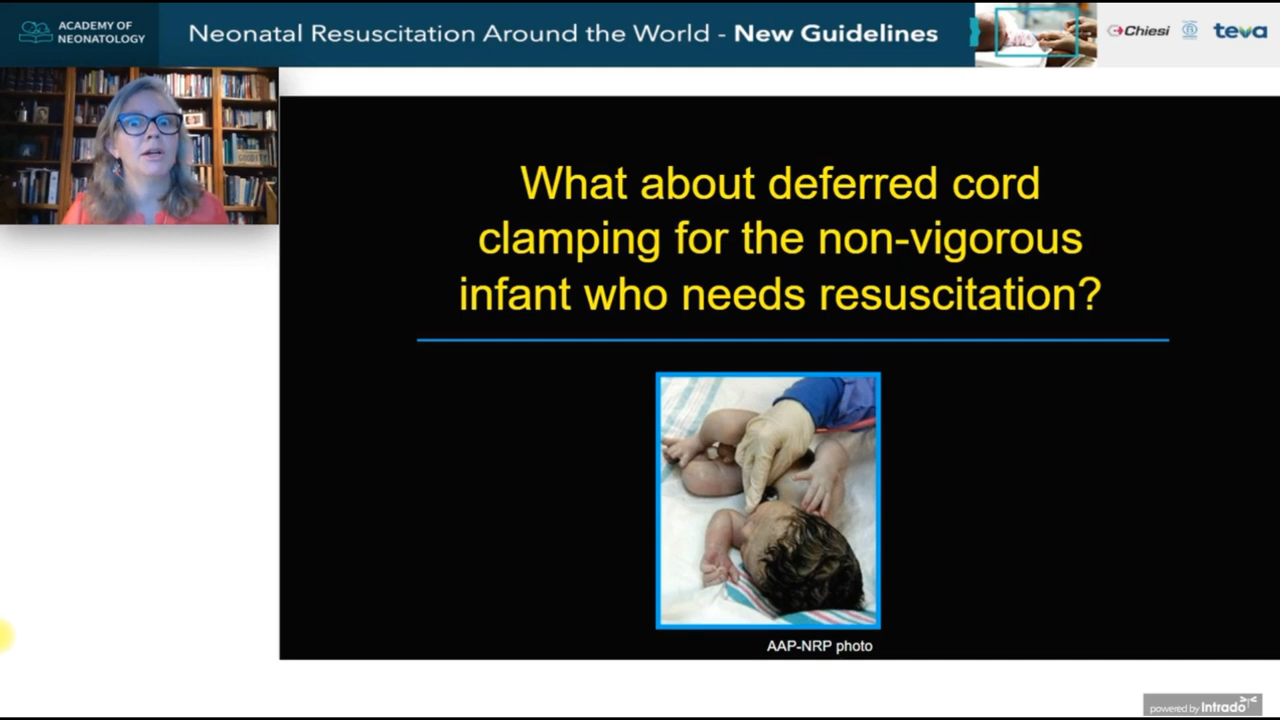 ACADEMY OF
NEONATOLOGY
Neonatal Resuscitation Around the World - New Guidelines
Chiesi
teva
What about deferred cord
clamping for the non-vigorous
infant who needs resuscitation?
AAP-NRP photo
powered by Intrado